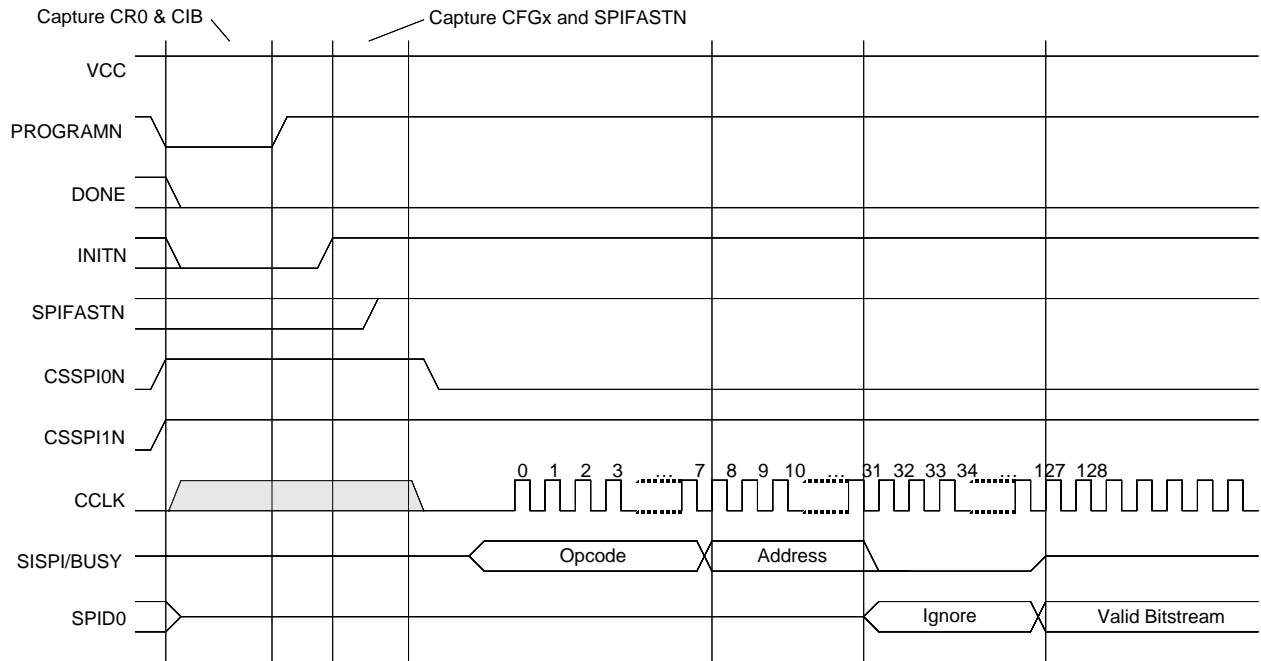 Capture CR0 & CIB
Capture CFGx and SPIFASTN
VCC
PROGRAMN
DONE
INITN
SPIFASTN
CSSPI0N
CSSPI1N
0 1 2 3 ... 7 8 9 10 ... 31 32 33 34 ... 127 128
CCLK
SISPI/BUSY Opcode Address
SPID0 Ignore Valid Bitstream